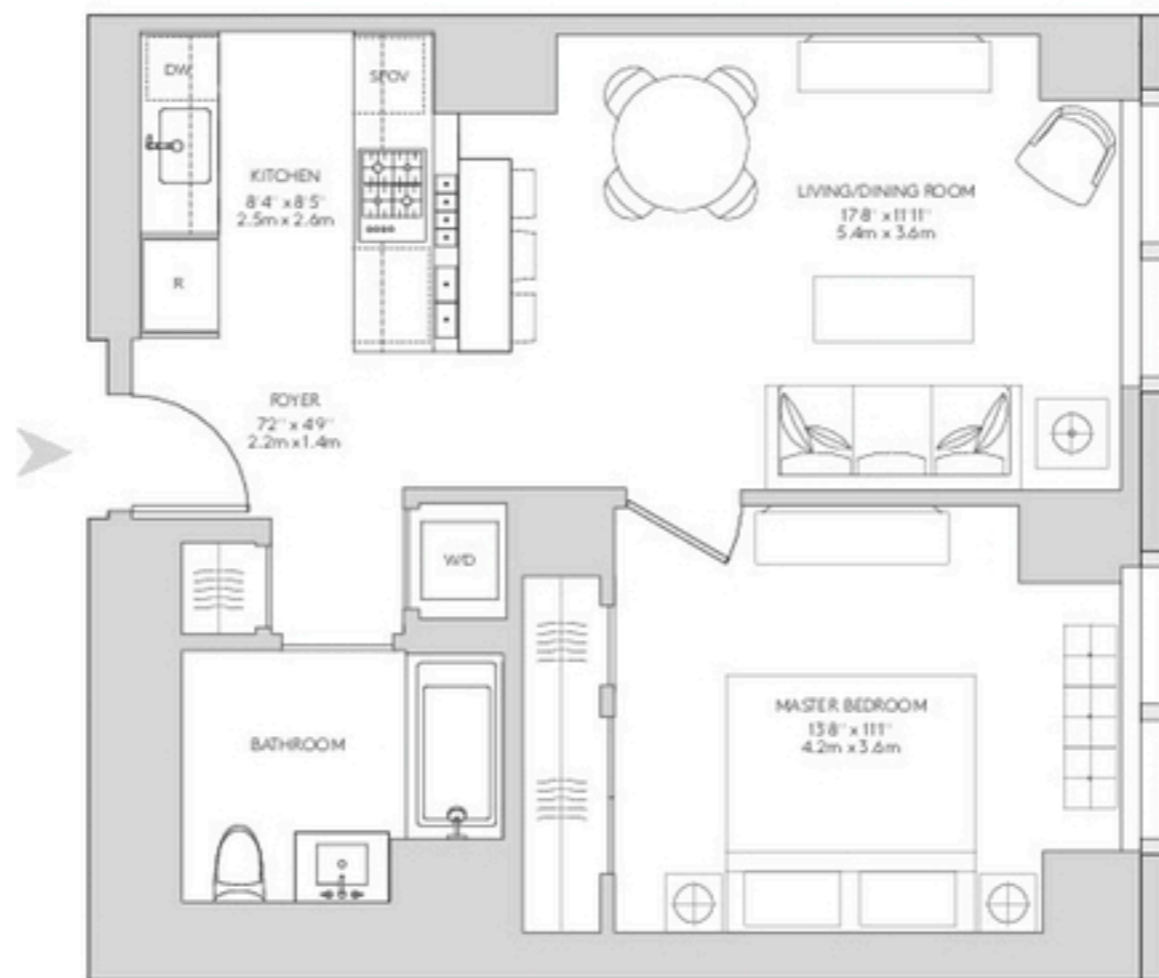 DW
SPOV
KITCHEN
8'4" x 8'5"
2.5m x 2.6m
R
LIVING/DINING ROOM
17'8" x 11'11"
5.4m x 3.6m
FOYER
7'2" x 4'9"
2.2m x 1.4m
W/D
BATHROOM
MASTER BEDROOM
13'8" x 11'1"
4.2m x 3.6m